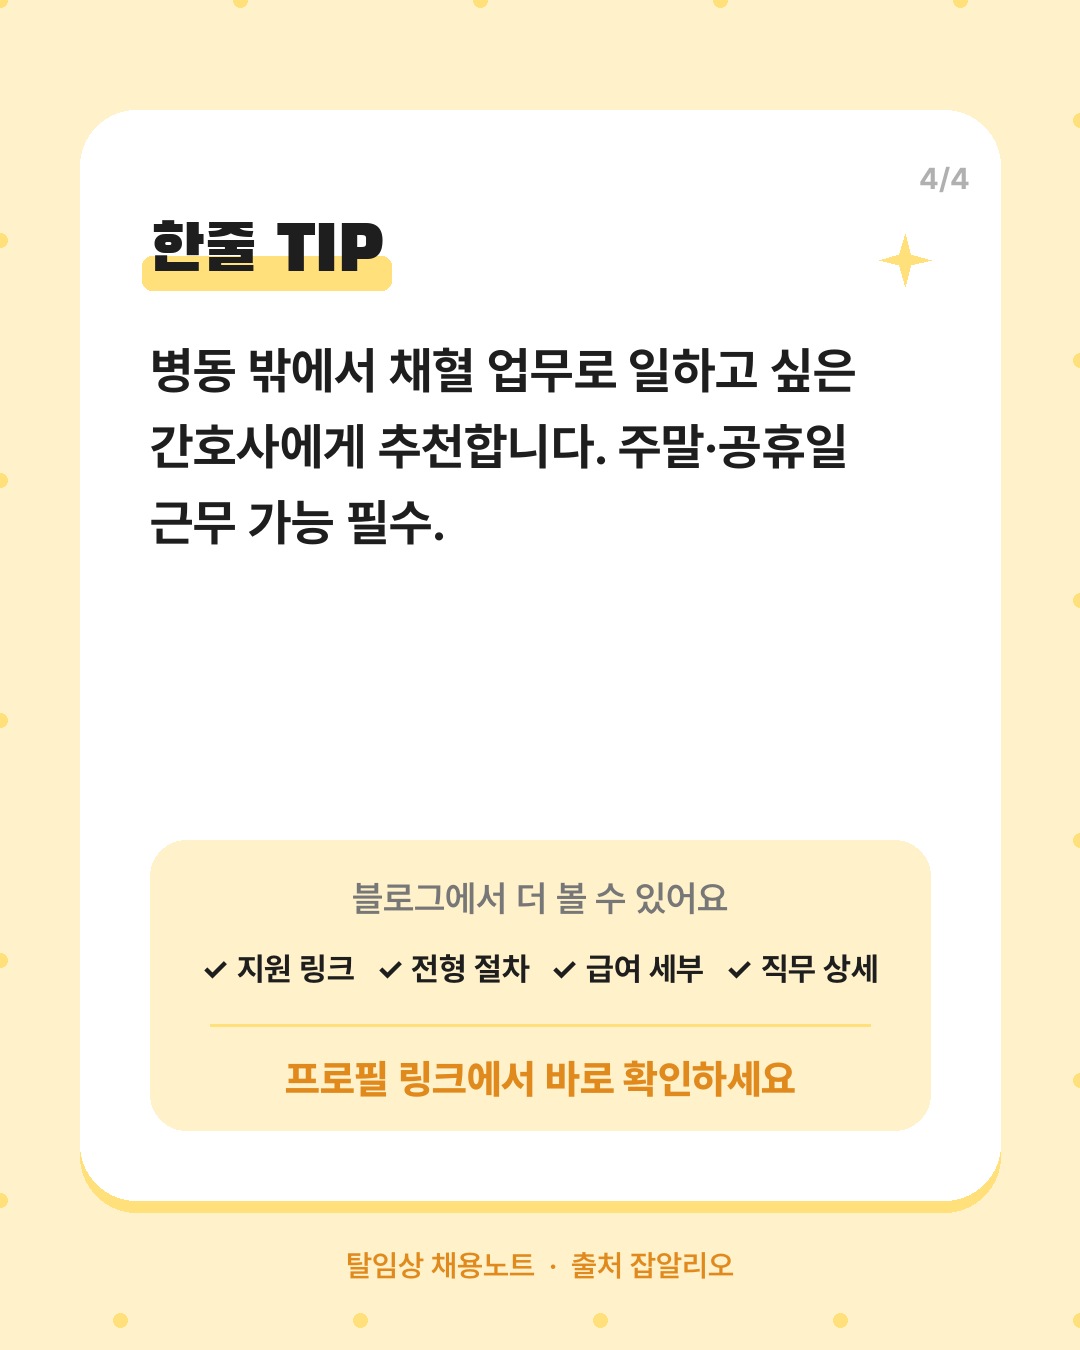 4/4
한줄 TIP
병동 밖에서 채혈 업무로 일하고 싶은
간호사에게 추천합니다. 주말·공휴일
근무 가능 필수.
블로그에서 더 볼 수 있어요
✓ 지원 링크 ✓ 전형 절차 ✓ 급여 세부 ✓ 직무 상세
프로필 링크에서 바로 확인하세요
탈임상 채용노트 · 출처 잡알리오